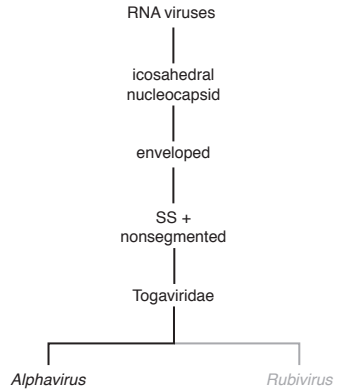 RNA viruses
icosahedral
nucleocapsid
enveloped
SS +
nonsegmented
Togaviridae
Alphavirus
Rubivirus